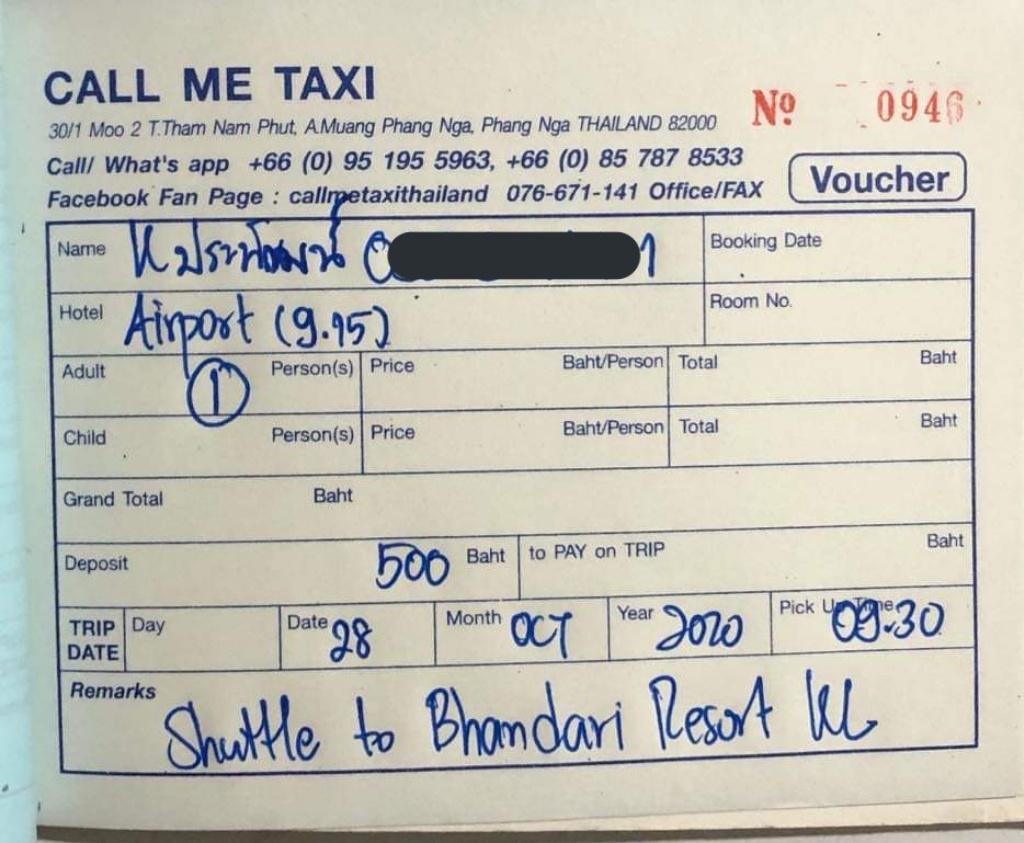 CALL ME TAXI
Nº 0946
30/1 Moo 2 T.Tham Nam Phut, A.Muang Phang Nga, Phang Nga THAILAND 82000
Call/ What's app +66 (0) 95 195 5963, +66 (0) 85 787 8533
Facebook Fan Page : callmetaxithailand 076-671-141 Office/FAX
Voucher
Name Booking Date
Hotel Airport (9.15) Room No.
Adult 1 Person(s) Price Baht/Person Total Baht
Child Person(s) Price Baht/Person Total Baht
Grand Total Baht
Deposit 500 Baht to PAY on TRIP Baht
TRIP DATE Day Date 28 Month OCT Year 2020 Pick Up Time 09.30
Remarks
Shuttle to Bhandari Resort KL